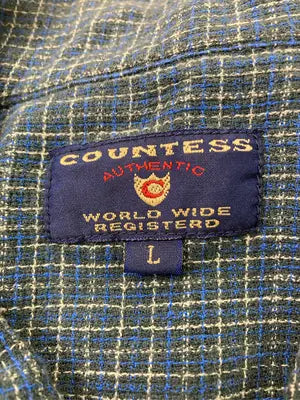 COUNTESS
AUTHENTIC
WORLD WIDE
REGISTERD
L